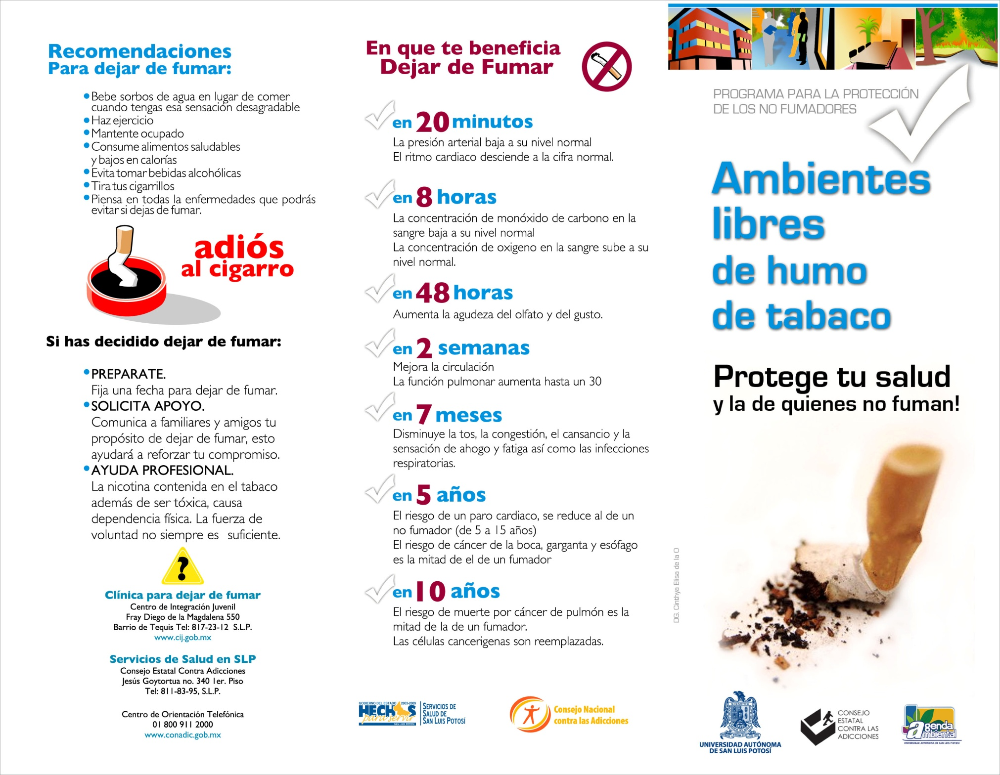 Recomendaciones
Para dejar de fumar:
•Bebe sorbos de agua en lugar de comer
cuando tengas esa sensación desagradable
•Haz ejercicio
•Mantente ocupado
•Consume alimentos saludables
y bajos en calorías
•Evita tomar bebidas alcohólicas
•Tira tus cigarrillos
•Piensa en todas la enfermedades que podrás
evitar si dejas de fumar.
adiós
al cigarro
Si has decidido dejar de fumar:
•PREPARATE.
Fija una fecha para dejar de fumar.
•SOLICITA APOYO.
Comunica a familiares y amigos tu
propósito de dejar de fumar, esto
ayudará a reforzar tu compromiso.
•AYUDA PROFESIONAL.
La nicotina contenida en el tabaco
además de ser tóxica, causa
dependencia física. La fuerza de
voluntad no siempre es suficiente.
?
Clínica para dejar de fumar
Centro de Integración Juvenil
Fray Diego de la Magdalena 550
Barrio de Tequis Tel: 817-23-12 S.L.P.
www.cij.gob.mx
Servicios de Salud en SLP
Consejo Estatal Contra Adicciones
Jesús Goytortua no. 340 1er. Piso
Tel: 811-83-95, S.L.P.
Centro de Orientación Telefónica
01 800 911 2000
www.conadic.gob.mx
En que te beneficia
Dejar de Fumar
en 20 minutos
La presión arterial baja a su nivel normal
El ritmo cardiaco desciende a la cifra normal.
en 8 horas
La concentración de monóxido de carbono en la
sangre baja a su nivel normal
La concentración de oxigeno en la sangre sube a su
nivel normal.
en 48 horas
Aumenta la agudeza del olfato y del gusto.
en 2 semanas
Mejora la circulación
La función pulmonar aumenta hasta un 30
en 7 meses
Disminuye la tos, la congestión, el cansancio y la
sensación de ahogo y fatiga así como las infecciones
respiratorias.
en 5 años
El riesgo de un paro cardiaco, se reduce al de un
no fumador (de 5 a 15 años)
El riesgo de cáncer de la boca, garganta y esófago
es la mitad de el de un fumador
en 10 años
El riesgo de muerte por cáncer de pulmón es la
mitad de la de un fumador.
Las células cancerigenas son reemplazadas.
GOBIERNO DEL ESTADO 2003-2009
HECHOS
para servir
SAN LUIS POTOSÍ
SERVICIOS DE
SALUD DE
SAN LUIS POTOSÍ
Consejo Nacional
contra las Adicciones
PROGRAMA PARA LA PROTECCIÓN
DE LOS NO FUMADORES
Ambientes
libres
de humo
de tabaco
Protege tu salud
y la de quienes no fuman!
DG. Cinthya Elisa de la O
SIEMPRE
UNIVERSIDAD AUTÓNOMA
DE SAN LUIS POTOSÍ
CONSEJO
ESTATAL
CONTRA LAS
ADICCIONES
agenda
ambiental
UNIVERSIDAD AUTONOMA DE SAN LUIS POTOSI